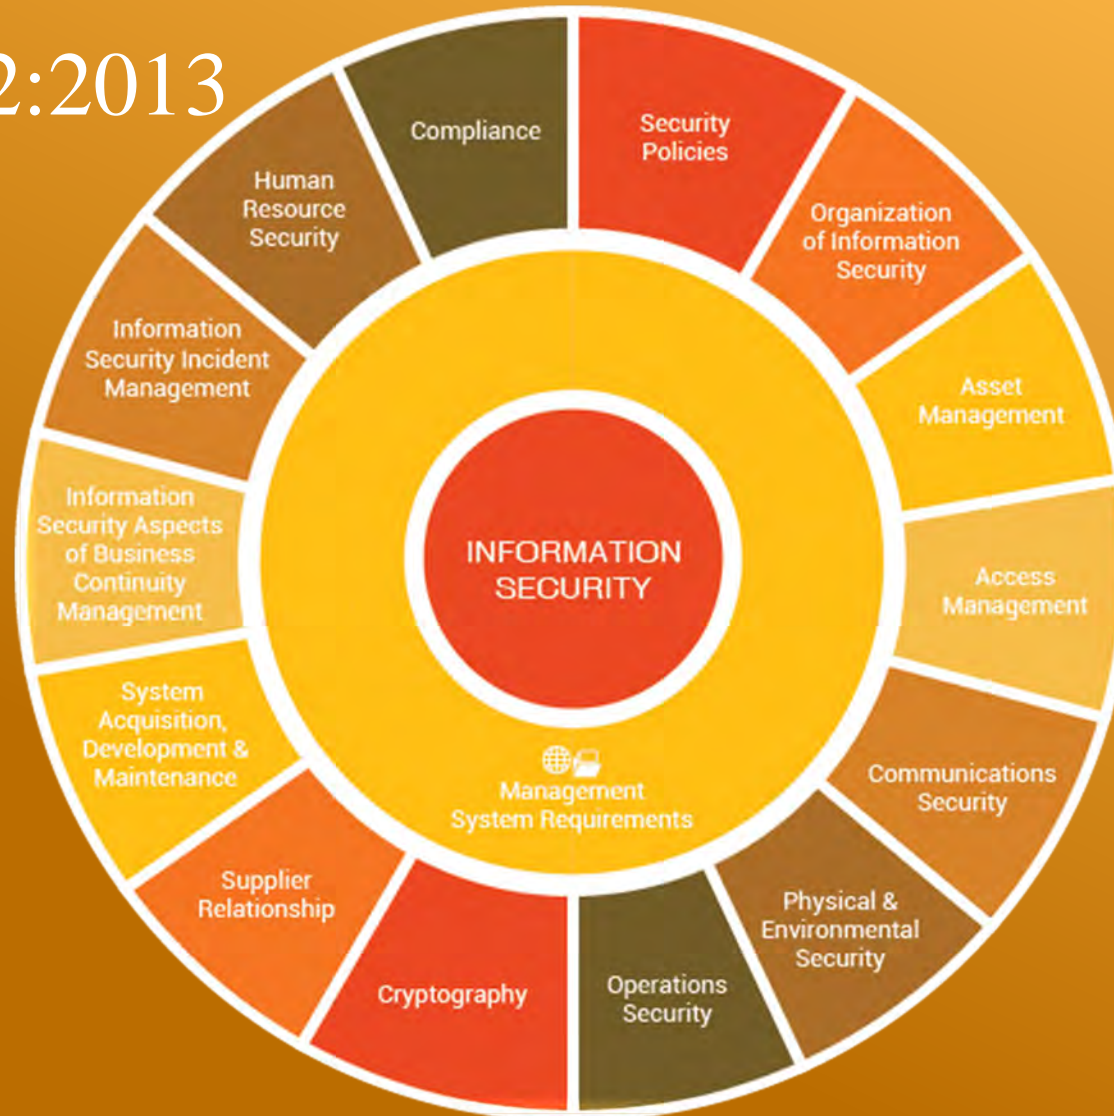 2:2013
Compliance
Security
Policies
Organization
of Information
Security
Asset
Management
Access
Management
Communications
Security
Physical &
Environmental
Security
Operations
Security
Cryptography
Supplier
Relationship
System
Acquisition,
Development &
Maintenance
Information
Security Aspects
of Business
Continuity
Management
Information
Security Incident
Management
Human
Resource
Security
INFORMATION
SECURITY
Management
System Requirements